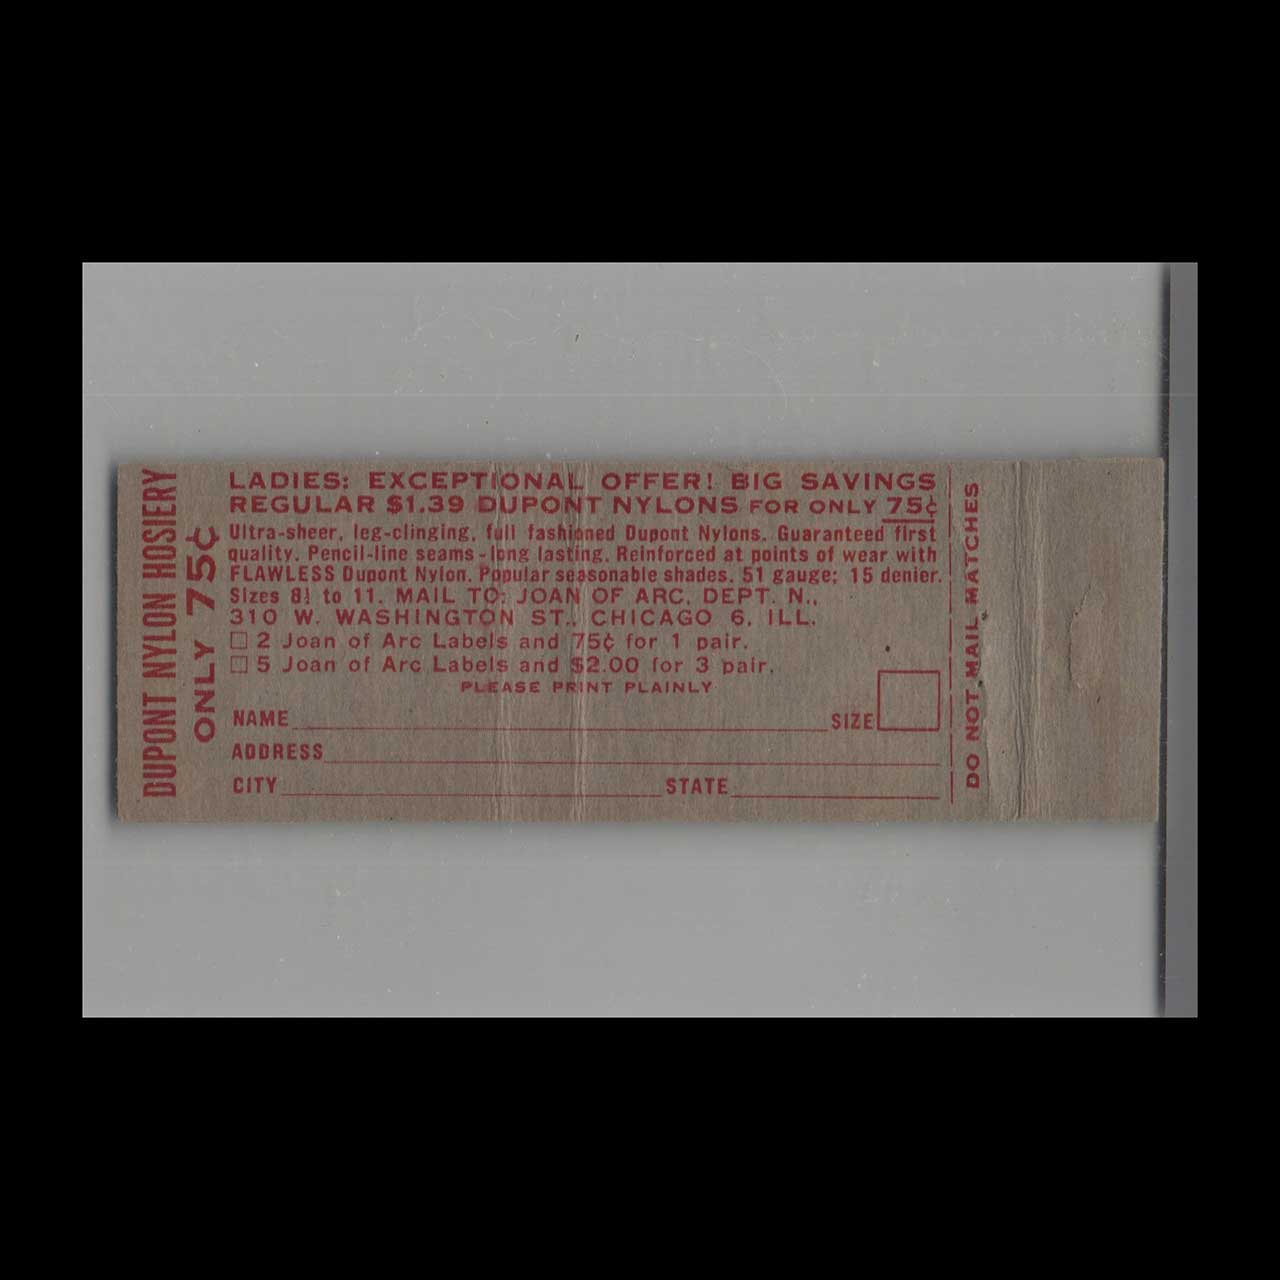 DUPONT NYLON HOSIERY
ONLY 75¢
LADIES: EXCEPTIONAL OFFER! BIG SAVINGS
REGULAR $1.39 DUPONT NYLONS FOR ONLY 75¢
Ultra-sheer, leg-clinging, full fashioned Dupont Nylons. Guaranteed first
quality. Pencil-line seams - long lasting. Reinforced at points of wear with
FLAWLESS Dupont Nylon. Popular seasonable shades. 51 gauge; 15 denier.
Sizes 8½ to 11. MAIL TO: JOAN OF ARC, DEPT. N.,
310 W. WASHINGTON ST., CHICAGO 6, ILL.
☐ 2 Joan of Arc Labels and 75¢ for 1 pair.
☐ 5 Joan of Arc Labels and $2.00 for 3 pair.
PLEASE PRINT PLAINLY
NAME SIZE
ADDRESS
CITY STATE
DO NOT MAIL MATCHES